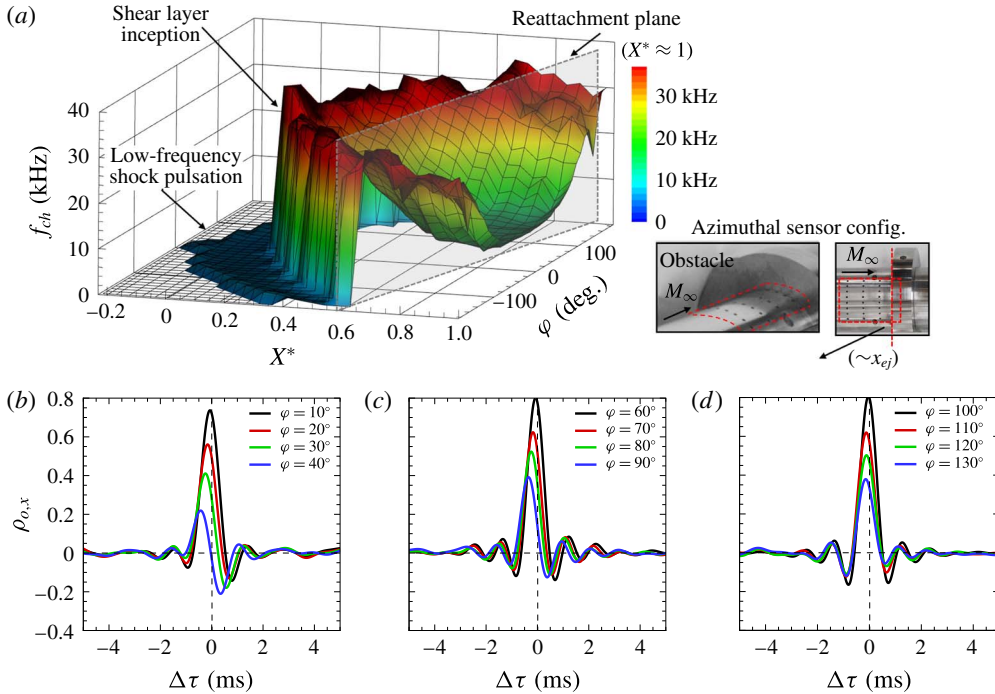 (a)
Shear layer
inception
Reattachment plane
(X* ≈ 1)
Low-frequency
shock pulsation
f_ch (kHz)
40
30
20
10
0
−0.2
0
0.2
0.4
0.6
0.8
1.0
X*
−100
0
100
φ (deg.)
30 kHz
20 kHz
10 kHz
0
Azimuthal sensor config.
Obstacle
M∞
M∞
(∼x_ej)
(b)
φ = 10°
φ = 20°
φ = 30°
φ = 40°
(c)
φ = 60°
φ = 70°
φ = 80°
φ = 90°
(d)
φ = 100°
φ = 110°
φ = 120°
φ = 130°
ρ_o,x
0.8
0.6
0.4
0.2
0
−0.2
−0.4
−4 −2 0 2 4
−4 −2 0 2 4
−4 −2 0 2 4
Δτ (ms)
Δτ (ms)
Δτ (ms)